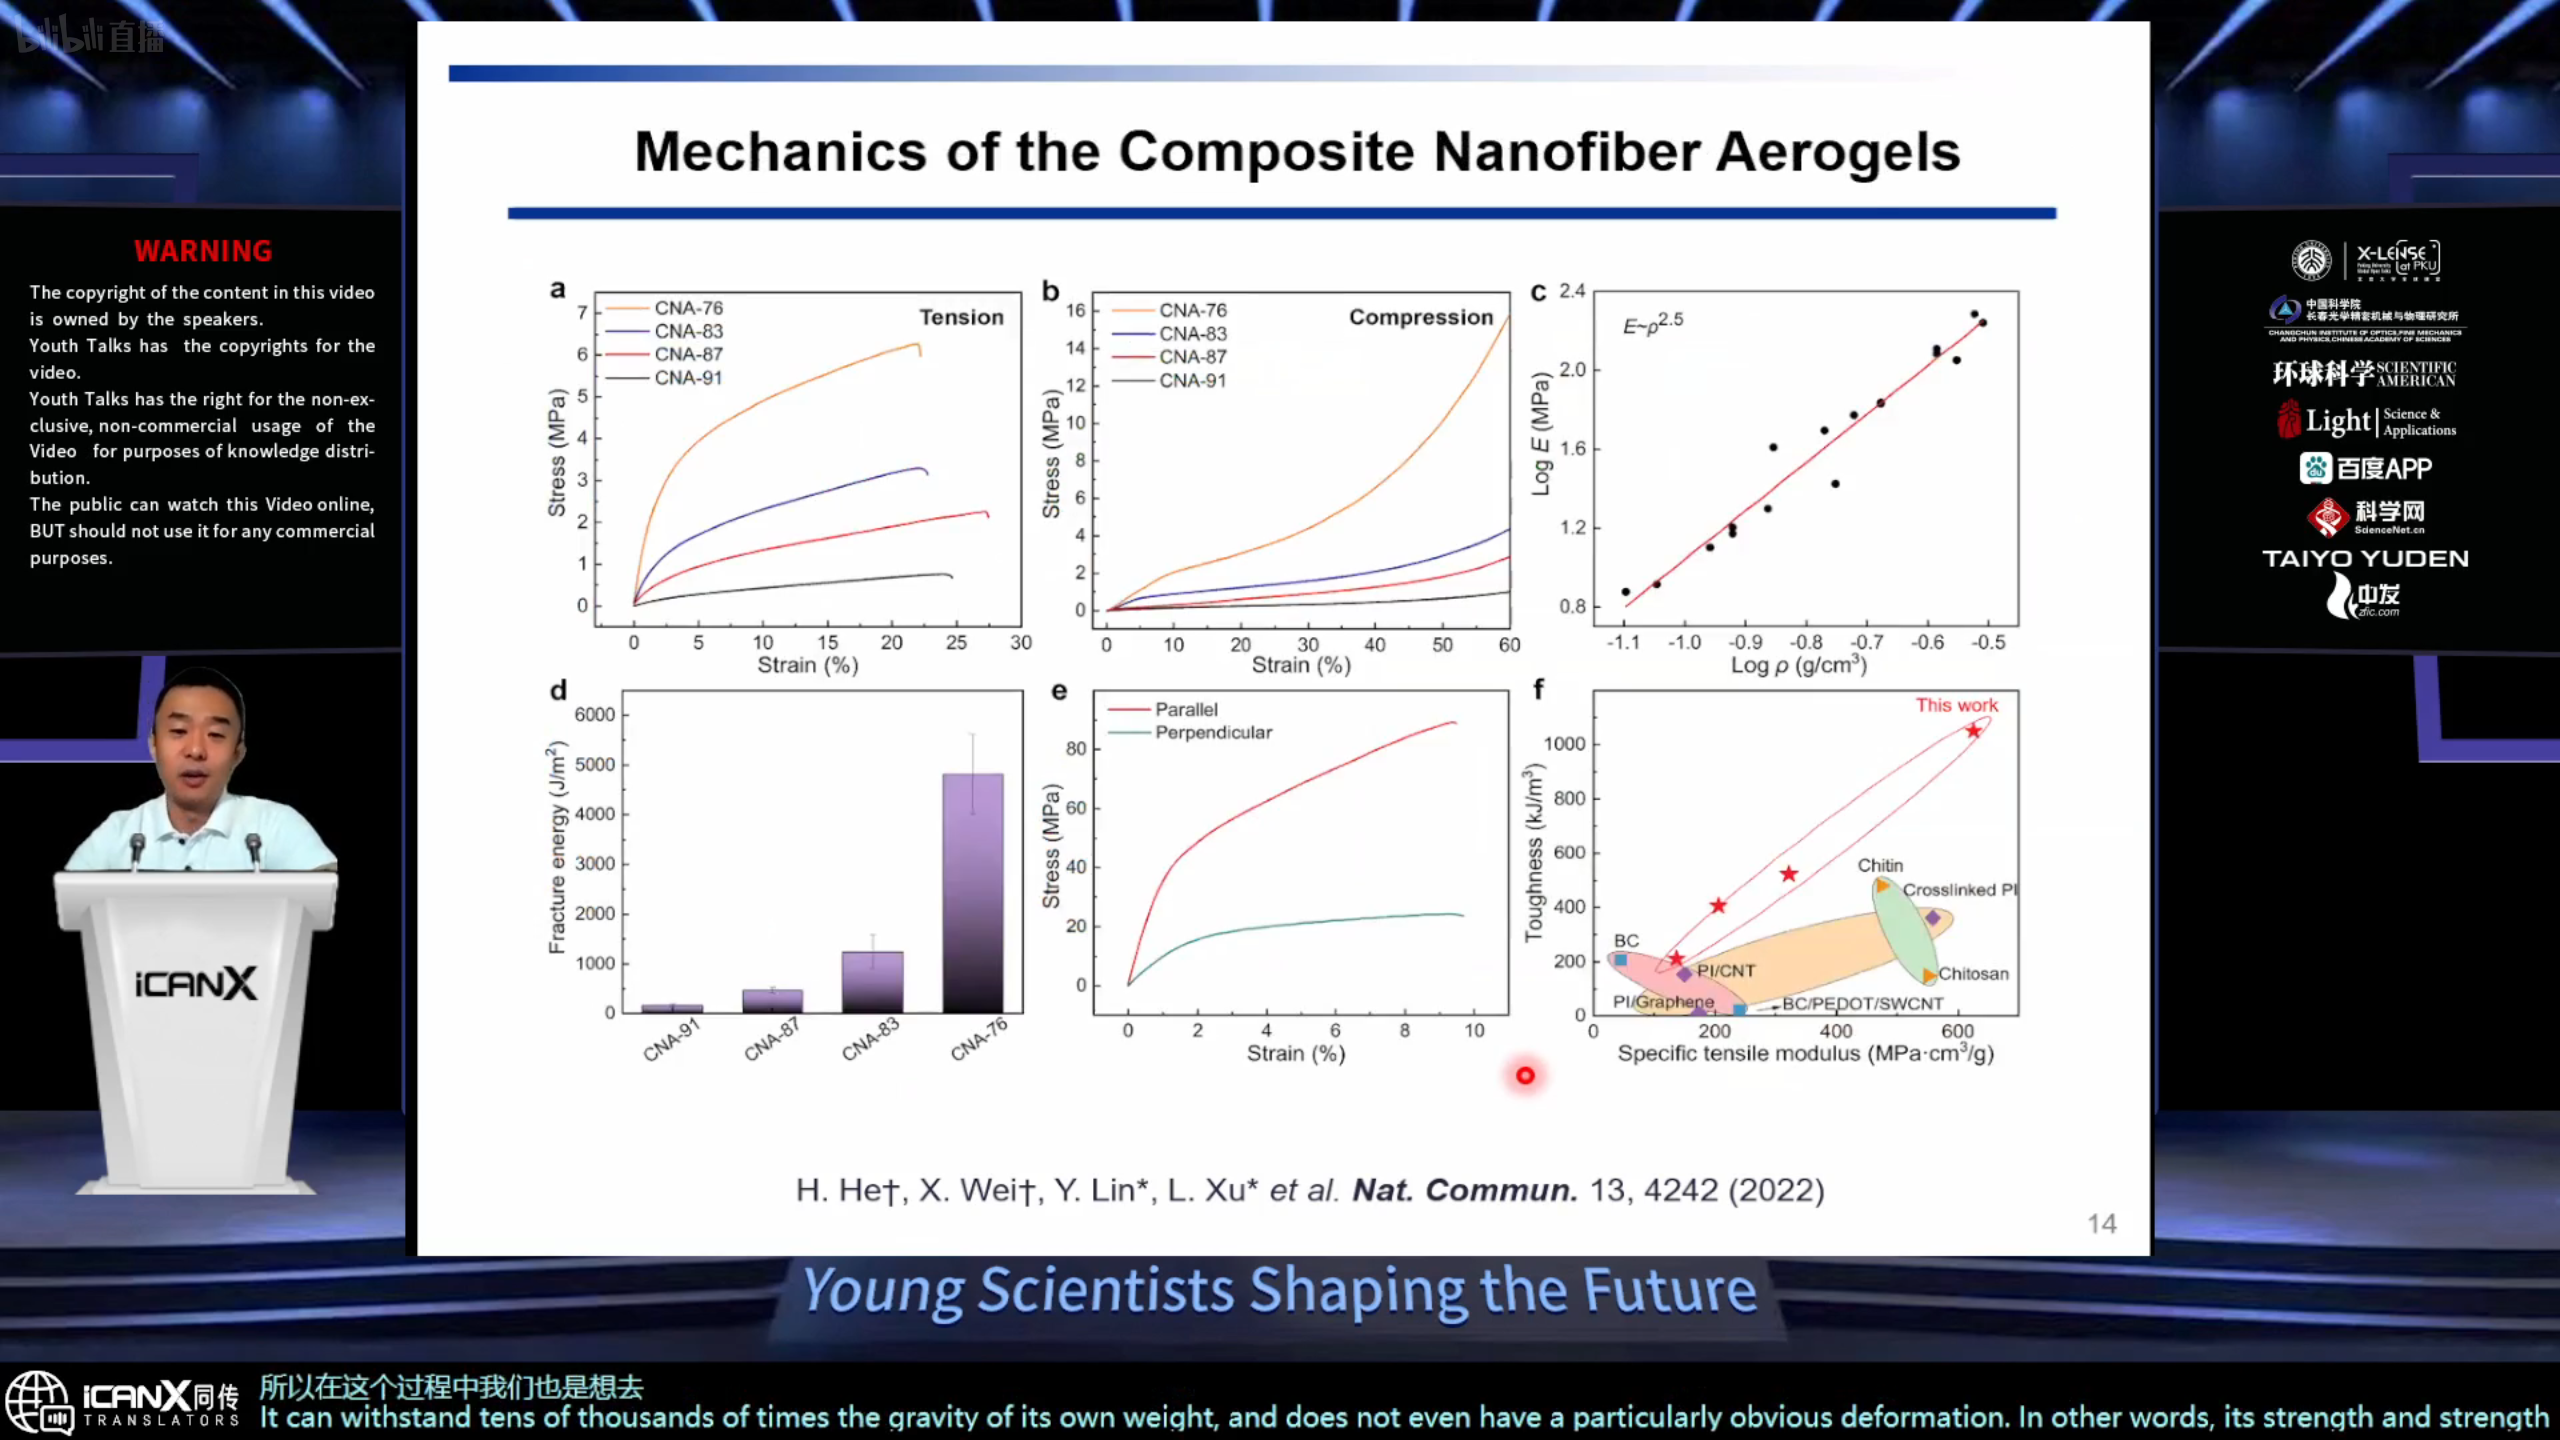 bilibili直播
Mechanics of the Composite Nanofiber Aerogels
WARNING
The copyright of the content in this video
is owned by the speakers.
Youth Talks has the copyrights for the
video.
Youth Talks has the right for the non-ex-
clusive, non-commercial usage of the
Video for purposes of knowledge distri-
bution.
The public can watch this Video online,
BUT should not use it for any commercial
purposes.
a
7
6
5
4
3
2
1
0
Stress (MPa)
CNA-76
CNA-83
CNA-87
CNA-91
Tension
0 5 10 15 20 25 30
Strain (%)
b
16
14
12
10
8
6
4
2
0
Stress (MPa)
CNA-76
CNA-83
CNA-87
CNA-91
Compression
0 10 20 30 40 50 60
Strain (%)
c
2.4
2.0
1.6
1.2
0.8
Log E (MPa)
E~ρ2.5
-1.1 -1.0 -0.9 -0.8 -0.7 -0.6 -0.5
Log ρ (g/cm3)
d
6000
5000
4000
3000
2000
1000
0
Fracture energy (J/m2)
CNA-91 CNA-87 CNA-83 CNA-76
e
80
60
40
20
0
Stress (MPa)
Parallel
Perpendicular
0 2 4 6 8 10
Strain (%)
f
1000
800
600
400
200
0
Toughness (kJ/m3)
This work
Chitin
Crosslinked PI
BC
PI/CNT
Chitosan
PI/Graphene
BC/PEDOT/SWCNT
0 200 400 600
Specific tensile modulus (MPa·cm3/g)
H. He†, X. Wei†, Y. Lin*, L. Xu* et al. Nat. Commun. 13, 4242 (2022)
14
X-LENSE
at PKU
中国科学院
长春光学精密机械与物理研究所
CHANGCHUN INSTITUTE OF OPTICS, FINE MECHANICS
AND PHYSICS, CHINESE ACADEMY OF SCIENCES
环球科学 SCIENTIFIC AMERICAN
Light Science & Applications
du 百度APP
科学网
ScienceNet.cn
TAIYO YUDEN
中发
zfic.com
iCANX
Young Scientists Shaping the Future
iCANX同传
TRANSLATORS
所以在这个过程中我们也是想去
It can withstand tens of thousands of times the gravity of its own weight, and does not even have a particularly obvious deformation. In other words, its strength and strength